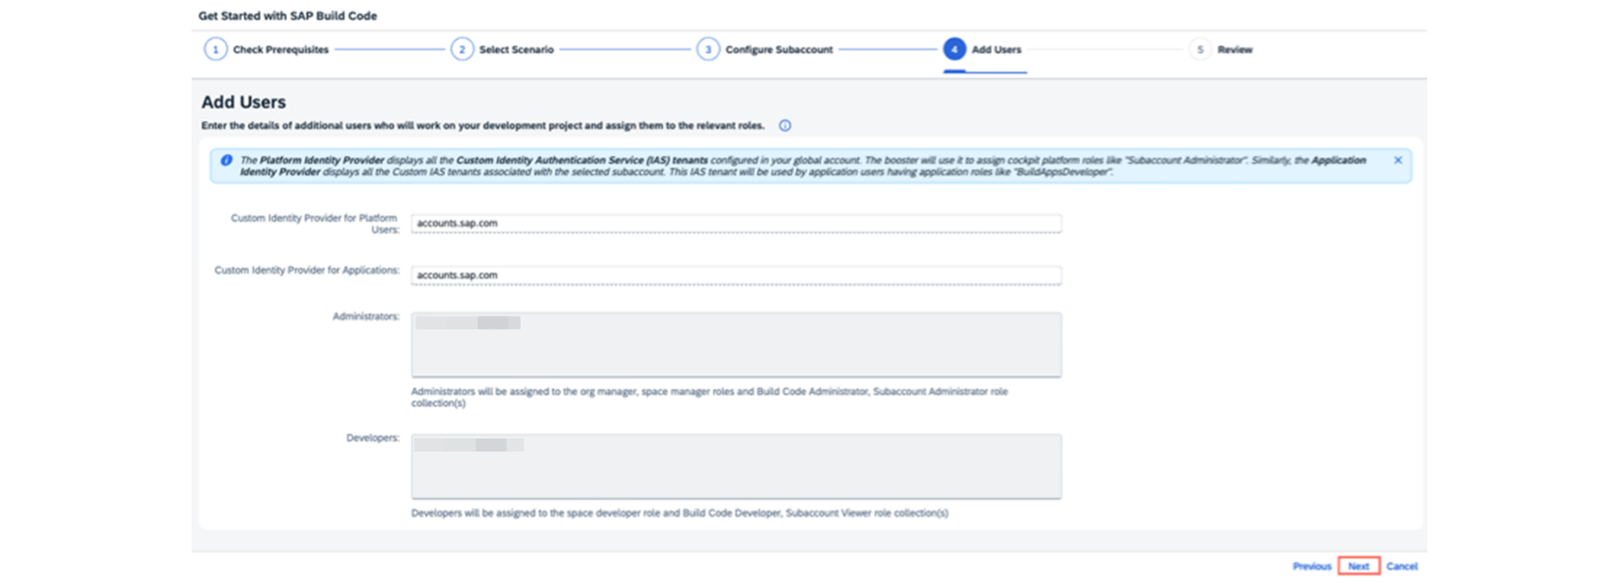 Get Started with SAP Build Code
1 Check Prerequisites 2 Select Scenario 3 Configure Subaccount 4 Add Users 5 Review
Add Users
Enter the details of additional users who will work on your development project and assign them to the relevant roles.
The Platform Identity Provider displays all the Custom Identity Authentication Service (IAS) tenants configured in your global account. The booster will use it to assign cockpit platform roles like "Subaccount Administrator". Similarly, the Application
Identity Provider displays all the Custom IAS tenants associated with the selected subaccount. This IAS tenant will be used by application users having application roles like "BuildAppsDeveloper".
Custom Identity Provider for Platform
Users:
accounts.sap.com
Custom Identity Provider for Applications:
accounts.sap.com
Administrators:
Administrators will be assigned to the org manager, space manager roles and Build Code Administrator, Subaccount Administrator role
collection(s)
Developers:
Developers will be assigned to the space developer role and Build Code Developer, Subaccount Viewer role collection(s)
Previous Next Cancel